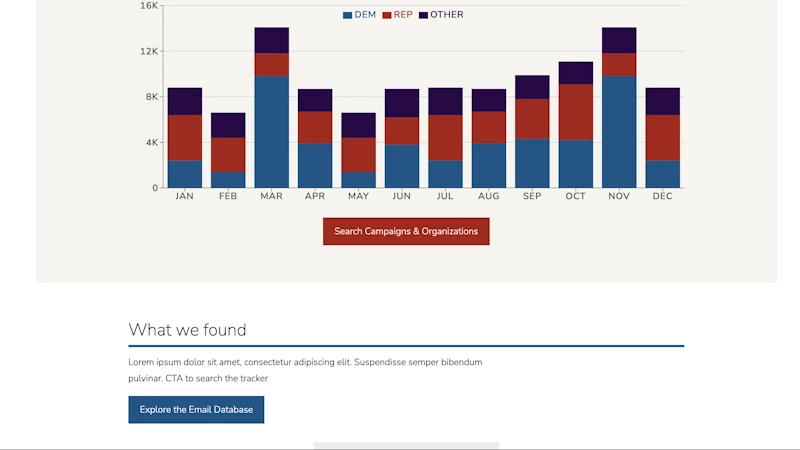 16K
DEM REP OTHER
12K
8K
4K
0
JAN FEB MAR APR MAY JUN JUL AUG SEP OCT NOV DEC
Search Campaigns & Organizations
What we found
Lorem ipsum dolor sit amet, consectetur adipiscing elit. Suspendisse semper bibendum
pulvinar. CTA to search the tracker
Explore the Email Database